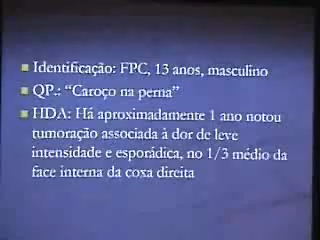 Identificação: FPC, 13 anos, masculino
QP.: “Caroço na perna”
HDA: Há aproximadamente 1 ano notou
tumoração associada à dor de leve
intensidade e esporádica, no 1/3 médio da
face interna da coxa direita